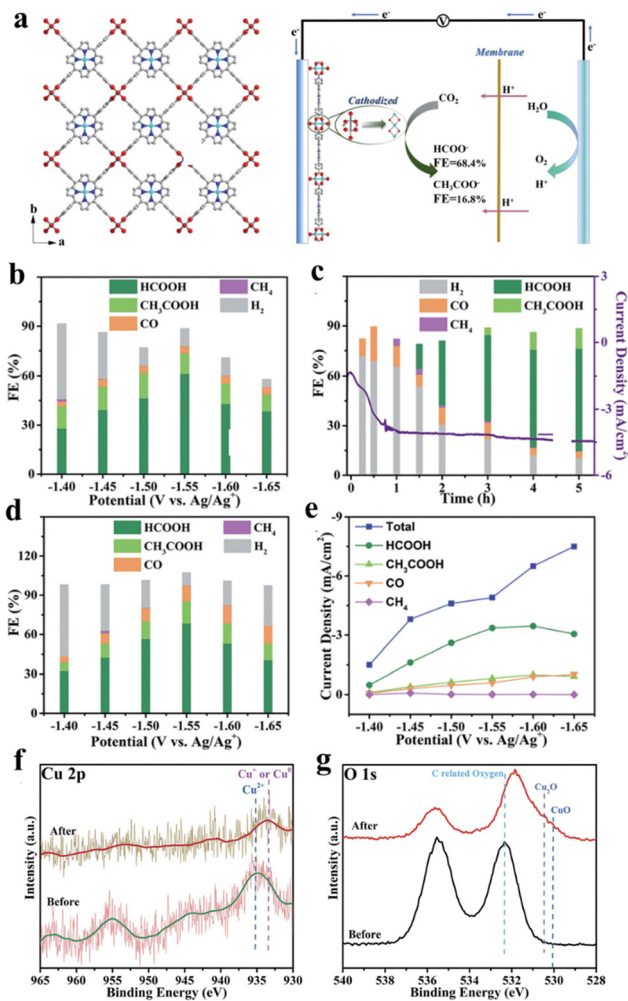 a
b
a
e⁻
e⁻
V
e⁻
e⁻
e⁻
Membrane
Cathodized
CO₂
H⁺
H₂O
HCOO⁻
FE=68.4%
CH₃COO⁻
FE=16.8%
O₂
H⁺
H⁺
b
HCOOH
CH₄
CH₃COOH
H₂
CO
FE (%)
90
60
30
0
-1.40 -1.45 -1.50 -1.55 -1.60 -1.65
Potential (V vs. Ag/Ag⁺)
c
H₂
HCOOH
CO
CH₃COOH
CH₄
FE (%)
90
60
30
0
3
0
-3
-6
Current Density (mA/cm²)
0 1 2 3 4 5
Time (h)
d
HCOOH
CH₄
CH₃COOH
H₂
CO
FE (%)
120
90
60
30
0
-1.40 -1.45 -1.50 -1.55 -1.60 -1.65
Potential (V vs. Ag/Ag⁺)
e
Total
HCOOH
CH₃COOH
CO
CH₄
Current Density (mA/cm²)
-9
-6
-3
0
-1.40 -1.45 -1.50 -1.55 -1.60 -1.65
Potential (V vs. Ag/Ag⁺)
f
Cu 2p
Cu⁺ or Cu⁰
Cu²⁺
After
Before
Intensity (a.u.)
965 960 955 950 945 940 935 930
Binding Energy (eV)
g
O 1s
C related Oxygen
Cu₂O
CuO
After
Before
Intensity (a.u.)
540 538 536 534 532 530 528
Binding Energy (eV)